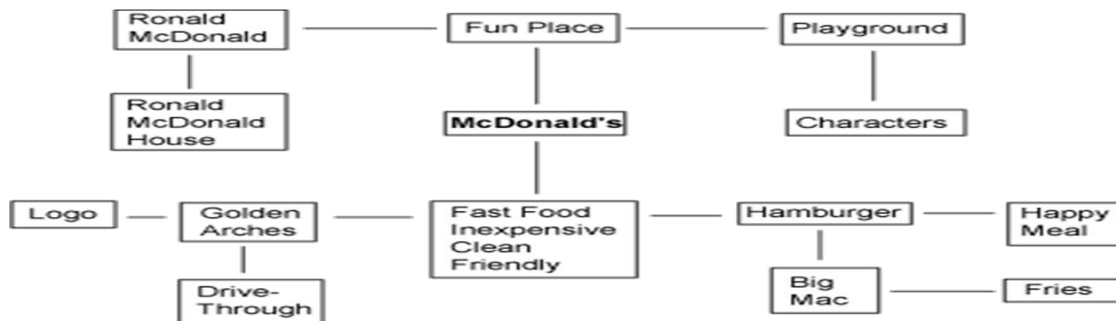 Ronald
McDonald
Fun Place
Playground
Ronald
McDonald
House
McDonald's
Characters
Logo
Golden
Arches
Fast Food
Inexpensive
Clean
Friendly
Hamburger
Happy
Meal
Drive-
Through
Big
Mac
Fries